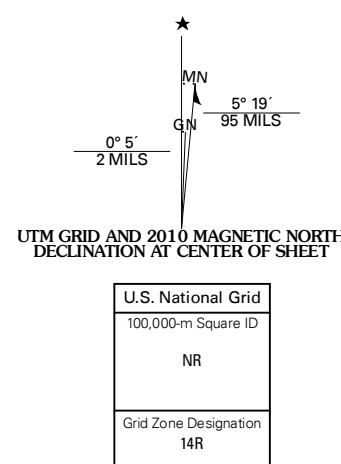 MN
5° 19´
95 MILS
GN
0° 5´
2 MILS
UTM GRID AND 2010 MAGNETIC NORTH
DECLINATION AT CENTER OF SHEET
U.S. National Grid
100,000-m Square ID
NR
Grid Zone Designation
14R